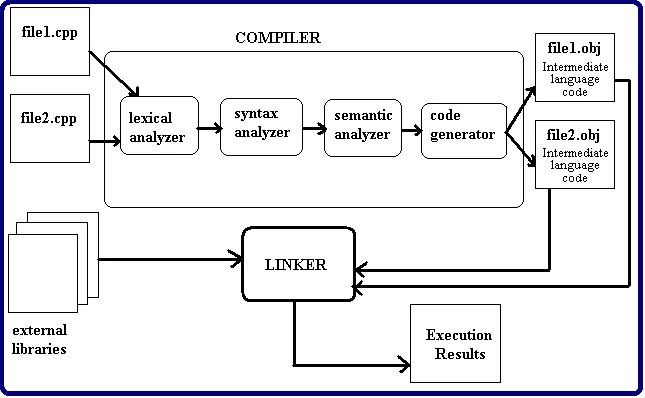 COMPILER
file1.cpp
file2.cpp
lexical
analyzer
syntax
analyzer
semantic
analyzer
code
generator
file1.obj
Intermediate
language
code
file2.obj
Intermediate
language
code
external
libraries
LINKER
Execution
Results